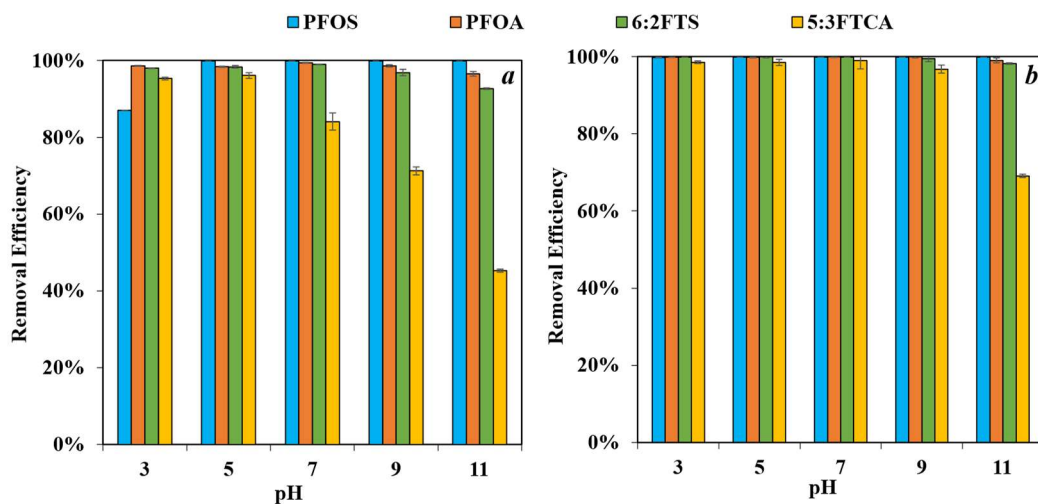 PFOS PFOA 6:2FTS 5:3FTCA
a
100%
80%
60%
40%
20%
0%
Removal Efficiency
3 5 7 9 11
pH
b
100%
80%
60%
40%
20%
0%
Removal Efficiency
3 5 7 9 11
pH